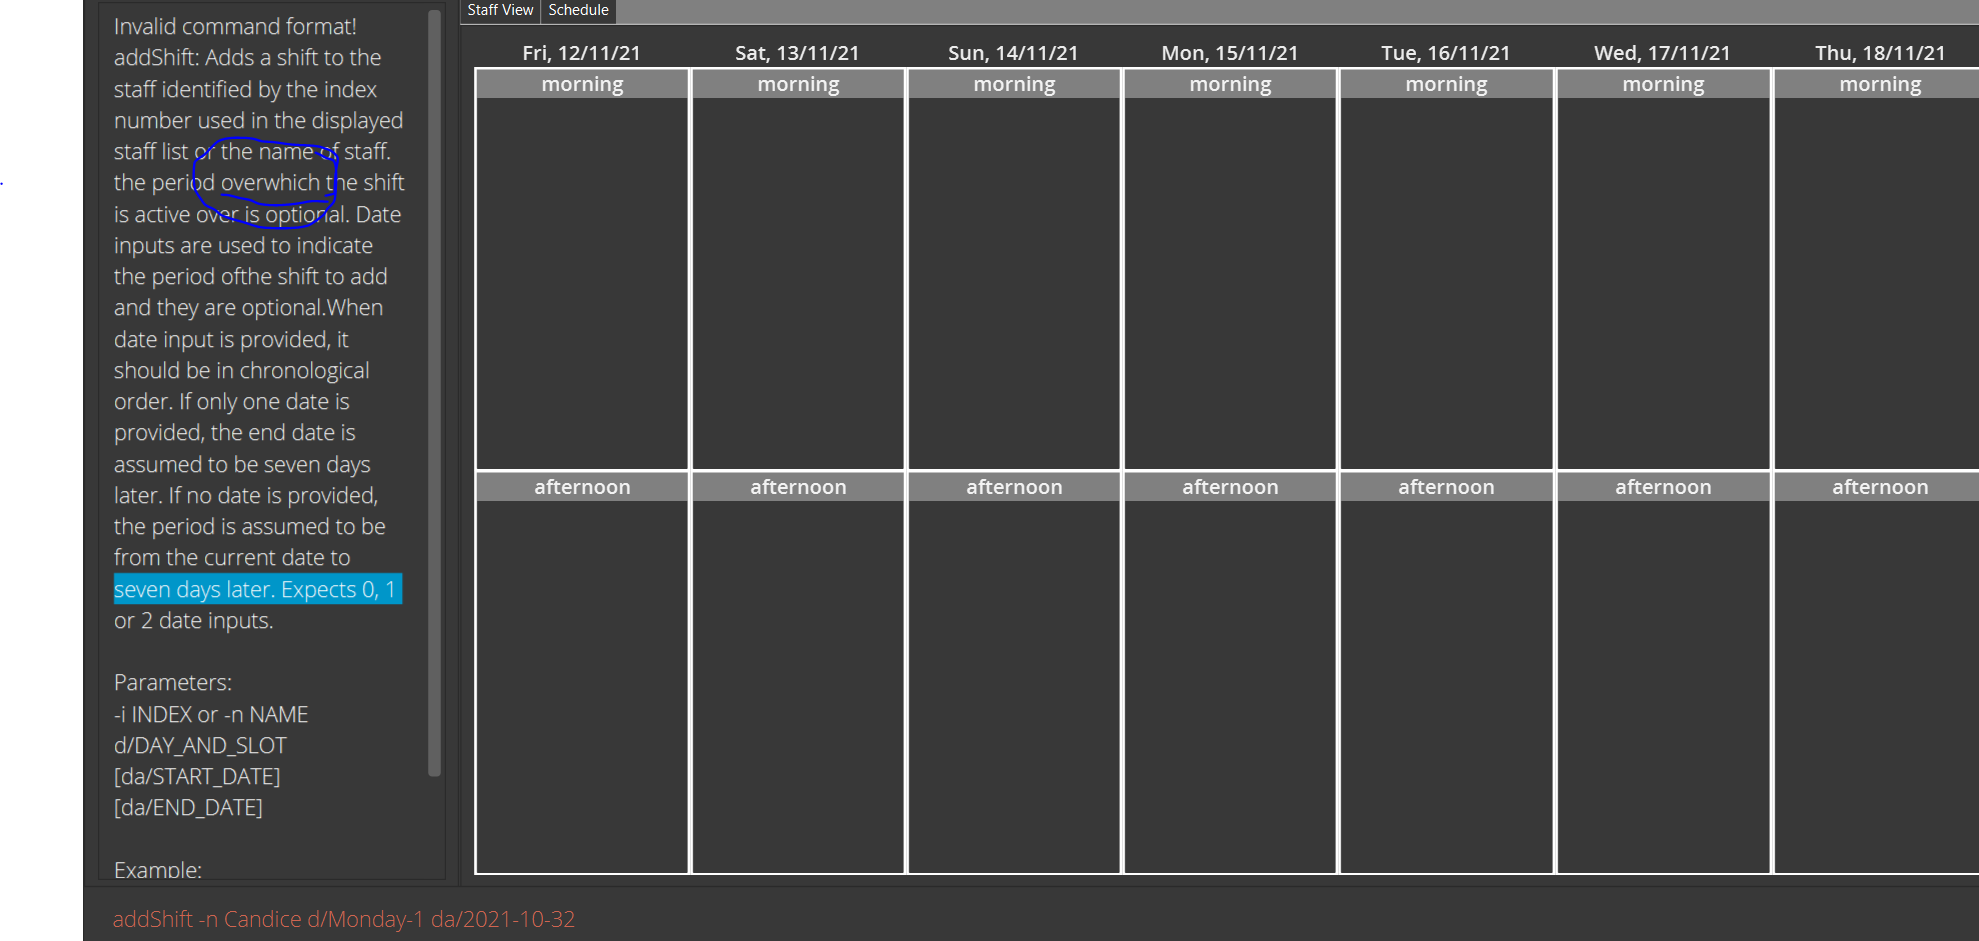 Invalid command format!
addShift: Adds a shift to the
staff identified by the index
number used in the displayed
staff list or the name of staff.
the period overwhich the shift
is active over is optional. Date
inputs are used to indicate
the period ofthe shift to add
and they are optional.When
date input is provided, it
should be in chronological
order. If only one date is
provided, the end date is
assumed to be seven days
later. If no date is provided,
the period is assumed to be
from the current date to
seven days later. Expects 0, 1
or 2 date inputs.
Parameters:
-i INDEX or -n NAME
d/DAY_AND_SLOT
[da/START_DATE]
[da/END_DATE]
Example:
Staff View Schedule
Fri, 12/11/21 Sat, 13/11/21 Sun, 14/11/21 Mon, 15/11/21 Tue, 16/11/21 Wed, 17/11/21 Thu, 18/11/21
morning morning morning morning morning morning morning
afternoon afternoon afternoon afternoon afternoon afternoon afternoon
addShift -n Candice d/Monday-1 da/2021-10-32